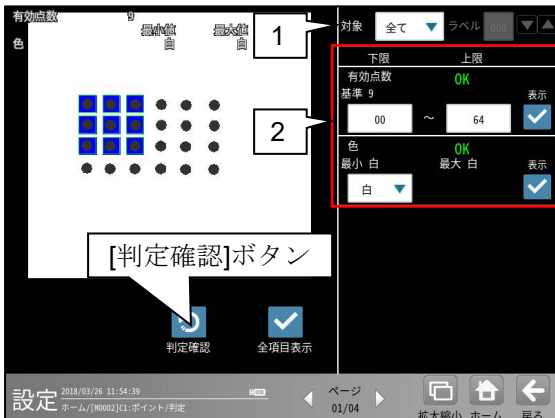 有効点数 9
最小値 最大値
色 白 白
1
対象 全て ラベル 000
下限 上限
有効点数 OK
基準 9 表示
2
00 ～ 64
色 OK
最小 白 最大 白 表示
白
[判定確認]ボタン
判定確認 全項目表示
設定 2018/03/26 11:54:39
ホーム/[M0002]C1:ポイント/判定
ページ
01/04
拡大縮小 ホーム 戻る